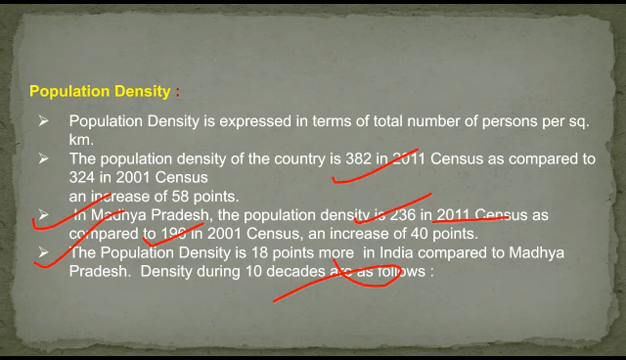 Population Density :
➢ Population Density is expressed in terms of total number of persons per sq.
km.
➢ The population density of the country is 382 in 2011 Census as compared to
324 in 2001 Census
an increase of 58 points.
➢ In Madhya Pradesh, the population density is 236 in 2011 Census as
compared to 196 in 2001 Census, an increase of 40 points.
➢ The Population Density is 18 points more in India compared to Madhya
Pradesh. Density during 10 decades are as follows :